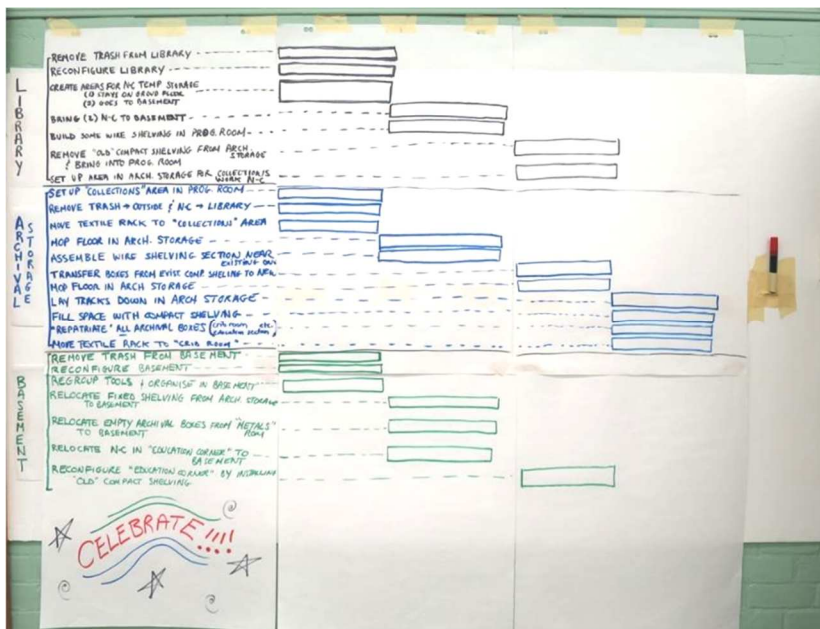 LIBRARY
REMOVE TRASH FROM LIBRARY
RECONFIGURE LIBRARY
CREATE AREAS FOR N-C TEMP STORAGE
(1) STAYS ON GROUND FLOOR
(2) GOES TO BASEMENT
BRING (2) N-C TO BASEMENT
BUILD SOME WIRE SHELVING IN PROG. ROOM
REMOVE "OLD" COMPACT SHELVING FROM ARCH. STORAGE
& BRING INTO PROG. ROOM
SET UP AREA IN ARCH. STORAGE FOR COLLECTIONS
WORK N-C
ARCHIVAL STORAGE
SET UP "COLLECTIONS" AREA IN PROG. ROOM
REMOVE TRASH → OUTSIDE & N-C → LIBRARY
MOVE TEXTILE RACK TO "COLLECTIONS" AREA
MOP FLOOR IN ARCH. STORAGE
ASSEMBLE WIRE SHELVING SECTION NEAR
EXISTING
TRANSFER BOXES FROM EXIST COMP. SHELVING TO
MOP FLOOR IN ARCH STORAGE
LAY TRACKS DOWN IN ARCH STORAGE
FILL SPACE WITH COMPACT SHELVING
"REPATRIATE" ALL ARCHIVAL BOXES (crib room etc.
MOVE TEXTILE RACK TO "CRIB ROOM"
BASEMENT
REMOVE TRASH FROM BASEMENT
RECONFIGURE BASEMENT
REGROUP TOOLS & ORGANISE IN BASEMENT
RELOCATE FIXED SHELVING FROM ARCH. STORAGE
TO BASEMENT
RELOCATE EMPTY ARCHIVAL BOXES FROM "METALS"
ROOM
TO BASEMENT
RELOCATE N-C IN "EDUCATION CORNER" TO
BASEMENT
RECONFIGURE "EDUCATION CORNER" BY INSTALLING
"OLD" COMPACT SHELVING.
CELEBRATE!!!!